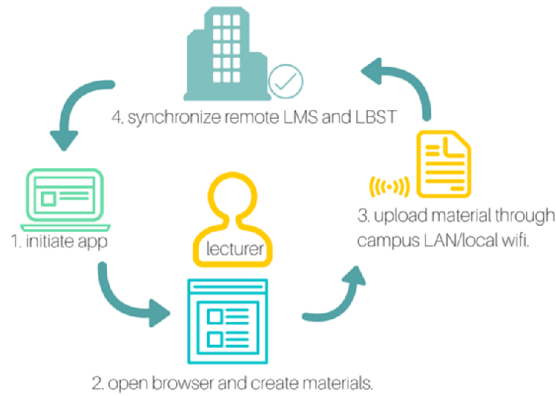 4. synchronize remote LMS and LBST
1. initiate app
lecturer
3. upload material through
campus LAN/local wifi.
2. open browser and create materials.